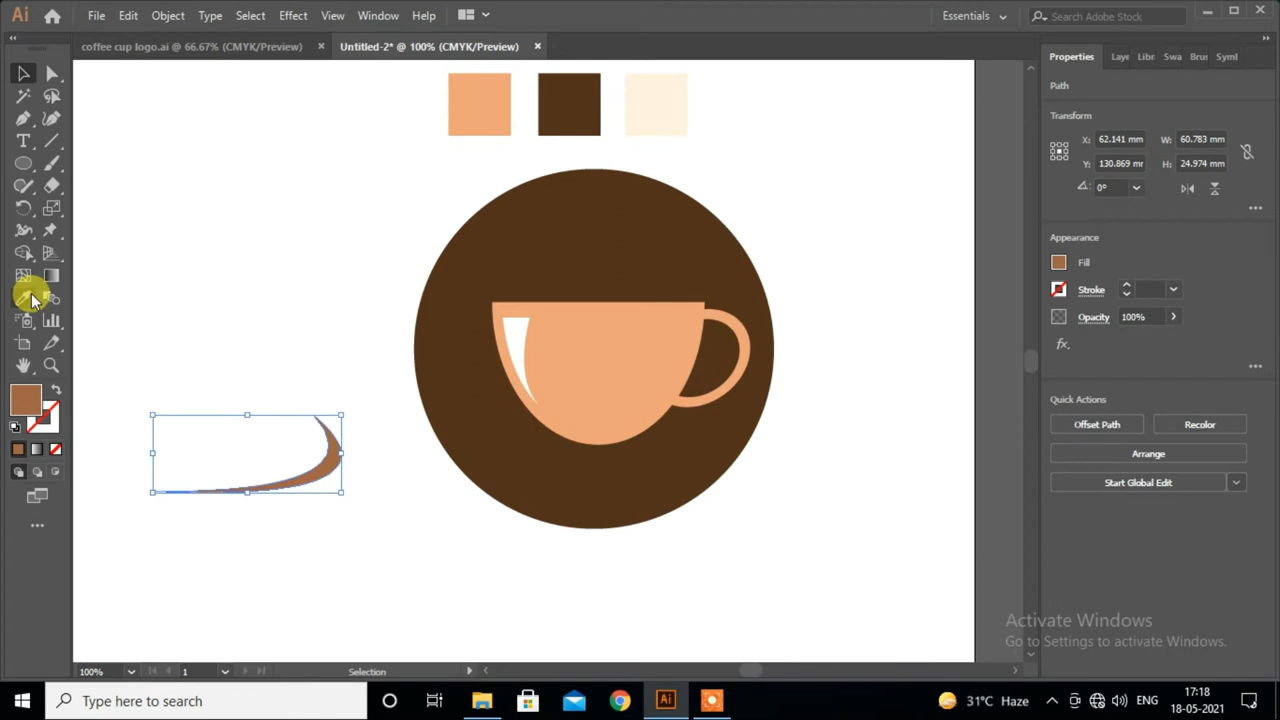 Ai File Edit Object Type Select Effect View Window Help Essentials Search Adobe Stock
coffee cup logo.ai @ 66.67% (CMYK/Preview) × Untitled-2* @ 100% (CMYK/Preview) ×
Properties Laye Libr Swa Brus Symb
Path
Transform
X: 62.141 mm W: 60.783 mm
Y: 130.869 mr H: 24.974 mm
0°
Appearance
Fill
Stroke
Opacity 100%
fx.
Quick Actions
Offset Path Recolor
Arrange
Start Global Edit
Activate Windows
Go to Settings to activate Windows.
100% 1 Selection
Type here to search Ai 31°C Haze ENG 17:18
18-05-2021